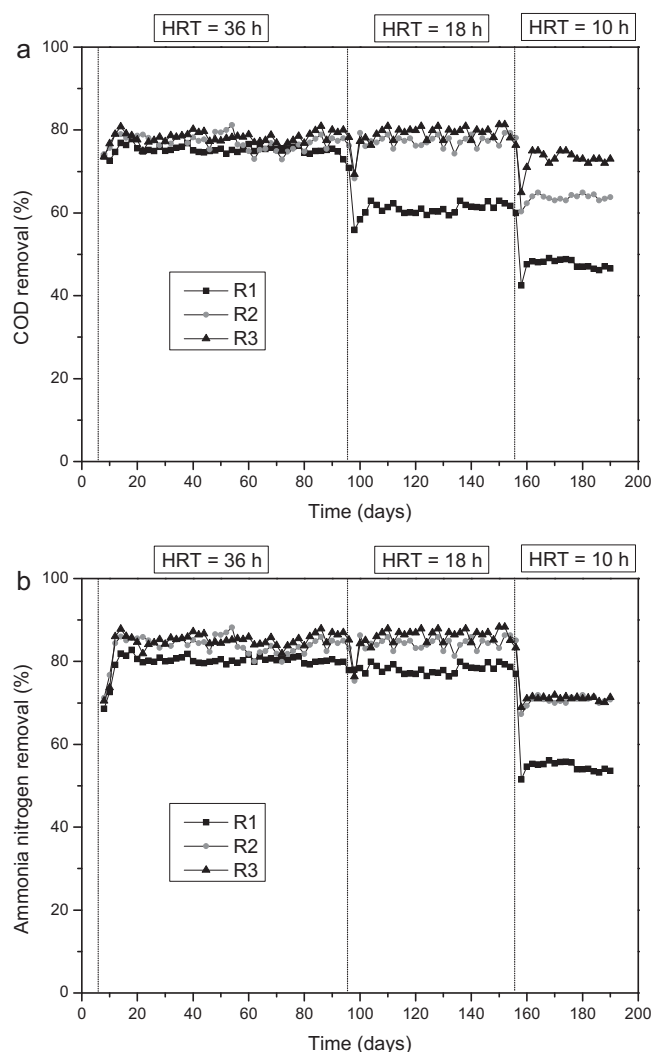 HRT = 36 h HRT = 18 h HRT = 10 h
a
100
80
60
40
20
0
COD removal (%)
R1
R2
R3
0 20 40 60 80 100 120 140 160 180 200
Time (days)
HRT = 36 h HRT = 18 h HRT = 10 h
b
100
80
60
40
20
0
Ammonia nitrogen removal (%)
R1
R2
R3
0 20 40 60 80 100 120 140 160 180 200
Time (days)